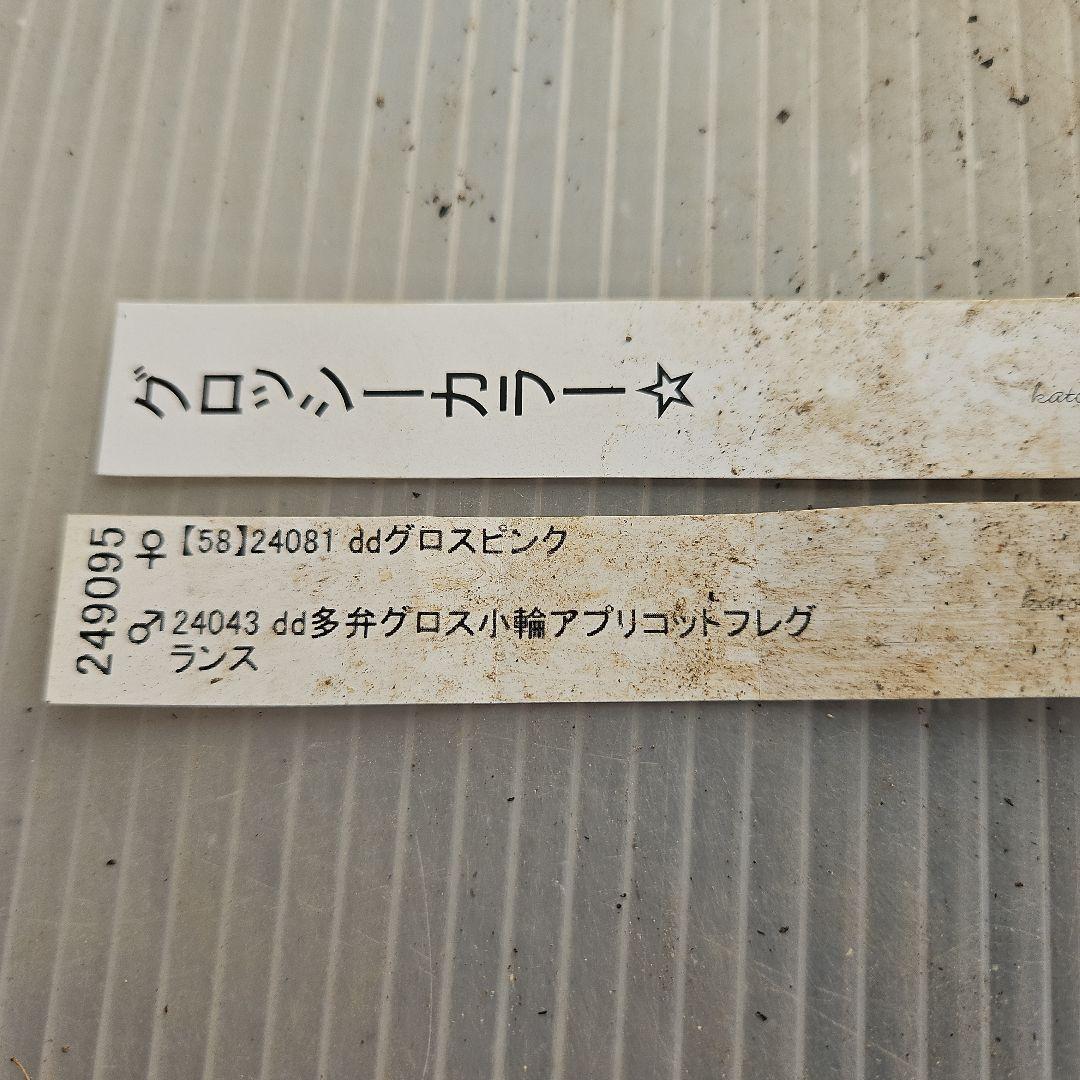 グロッシーカラー☆
249095
♀【58】24081 ddグロスピンク
♂24043 dd多弁グロス小輪アプリコットフレグ
ランス